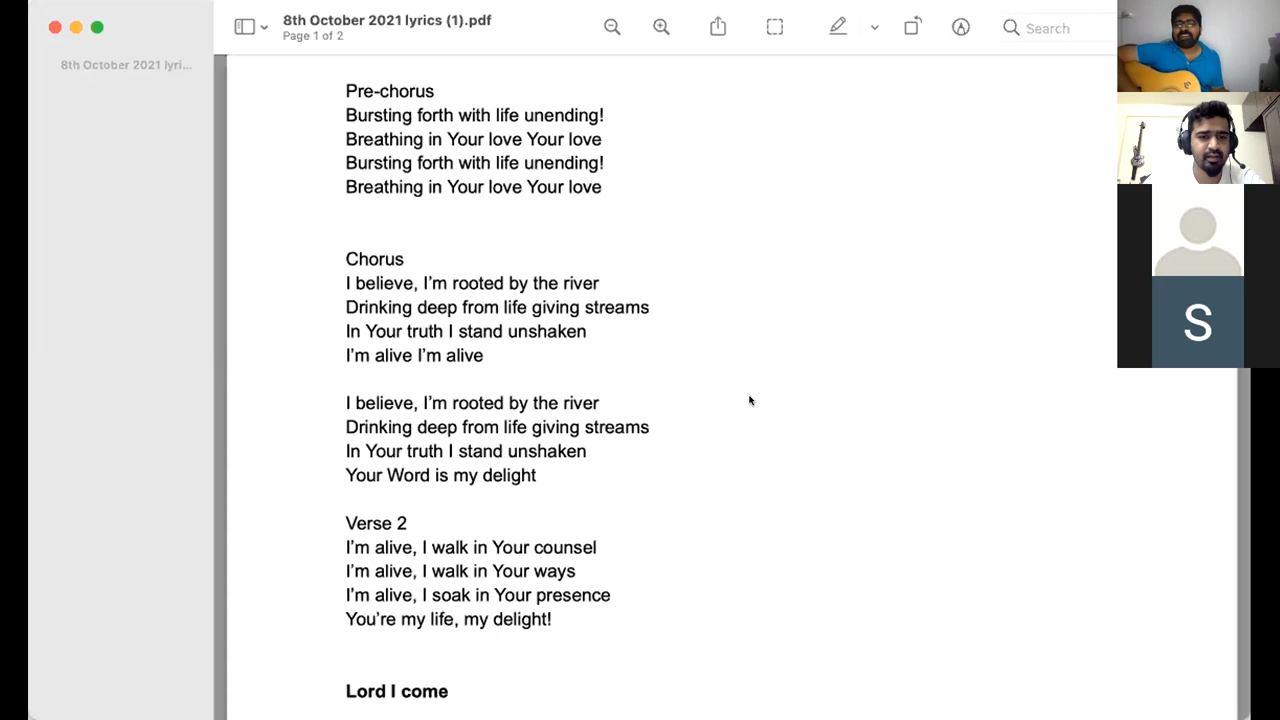 8th October 2021 lyrics (1).pdf
Page 1 of 2
Search
8th October 2021 lyri...
Pre-chorus
Bursting forth with life unending!
Breathing in Your love Your love
Bursting forth with life unending!
Breathing in Your love Your love
Chorus
I believe, I'm rooted by the river
Drinking deep from life giving streams
In Your truth I stand unshaken
I'm alive I'm alive
I believe, I'm rooted by the river
Drinking deep from life giving streams
In Your truth I stand unshaken
Your Word is my delight
Verse 2
I'm alive, I walk in Your counsel
I'm alive, I walk in Your ways
I'm alive, I soak in Your presence
You're my life, my delight!
Lord I come
S